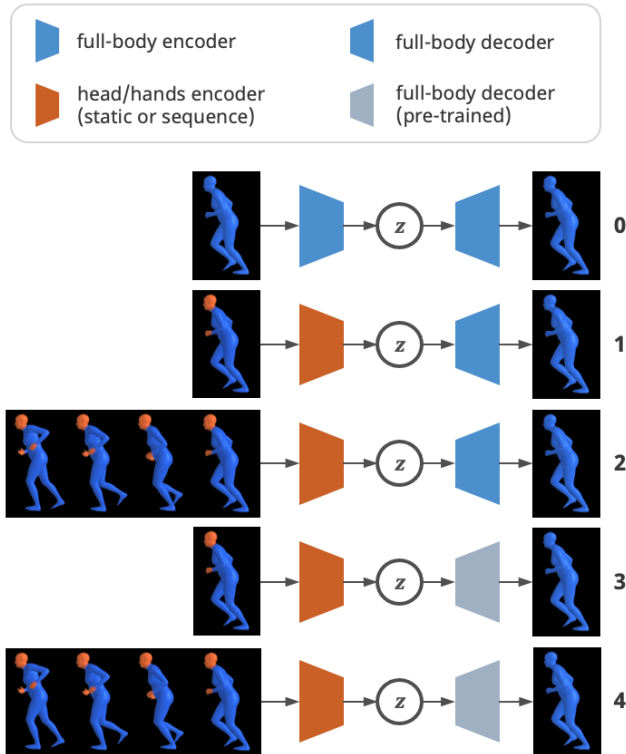 full-body encoder
full-body decoder
head/hands encoder
(static or sequence)
full-body decoder
(pre-trained)
z
0
z
1
z
2
z
3
z
4